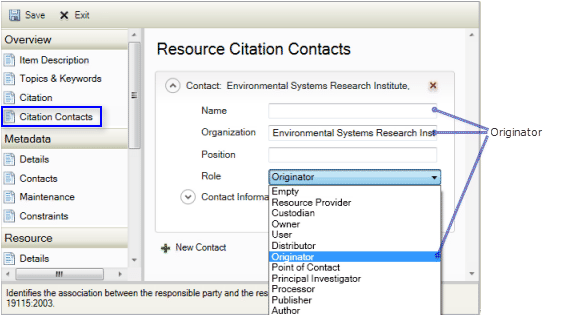 Save Exit
Overview
Item Description
Topics & Keywords
Citation
Citation Contacts
Metadata
Details
Contacts
Maintenance
Constraints
Resource
Details
Resource Citation Contacts
Contact: Environmental Systems Research Institute,
Name
Organization Environmental Systems Research Inst
Position
Role Originator
Contact Informa
Empty
Resource Provider
Custodian
Owner
User
Distributor
Originator
Point of Contact
Principal Investigator
Processor
Publisher
Author
New Contact
Originator
Identifies the association between the responsible party and the res
19115:2003.